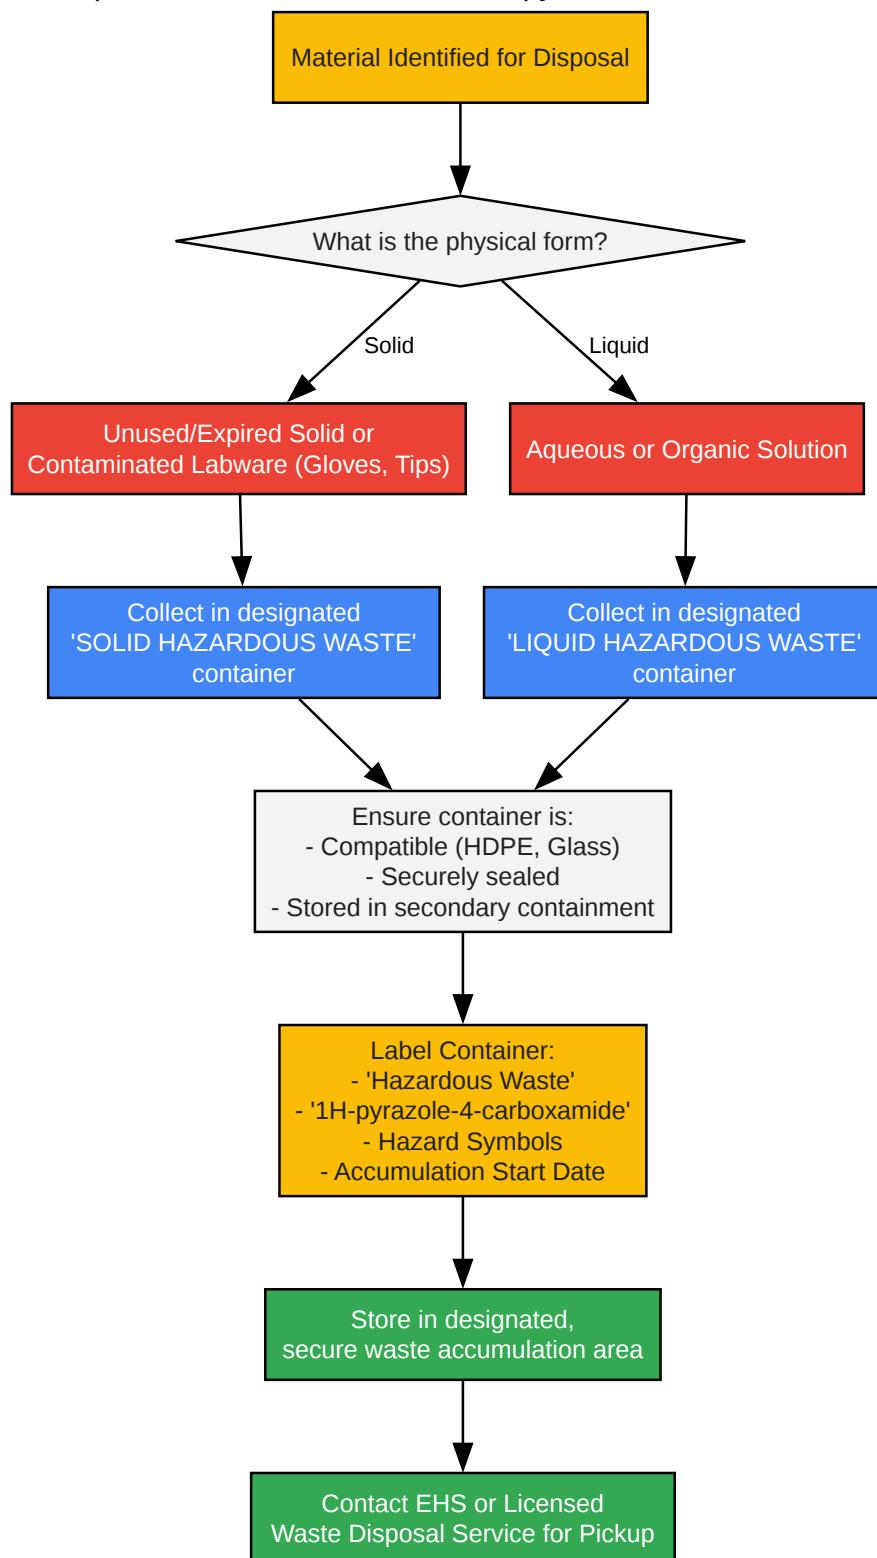 Material Identified for Disposal
What is the physical form?
Solid
Liquid
Unused/Expired Solid or
Contaminated Labware (Gloves, Tips)
Aqueous or Organic Solution
Collect in designated
'SOLID HAZARDOUS WASTE'
container
Collect in designated
'LIQUID HAZARDOUS WASTE'
container
Ensure container is:
- Compatible (HDPE, Glass)
- Securely sealed
- Stored in secondary containment
Label Container:
- 'Hazardous Waste'
- '1H-pyrazole-4-carboxamide'
- Hazard Symbols
- Accumulation Start Date
Store in designated,
secure waste accumulation area
Contact EHS or Licensed
Waste Disposal Service for Pickup